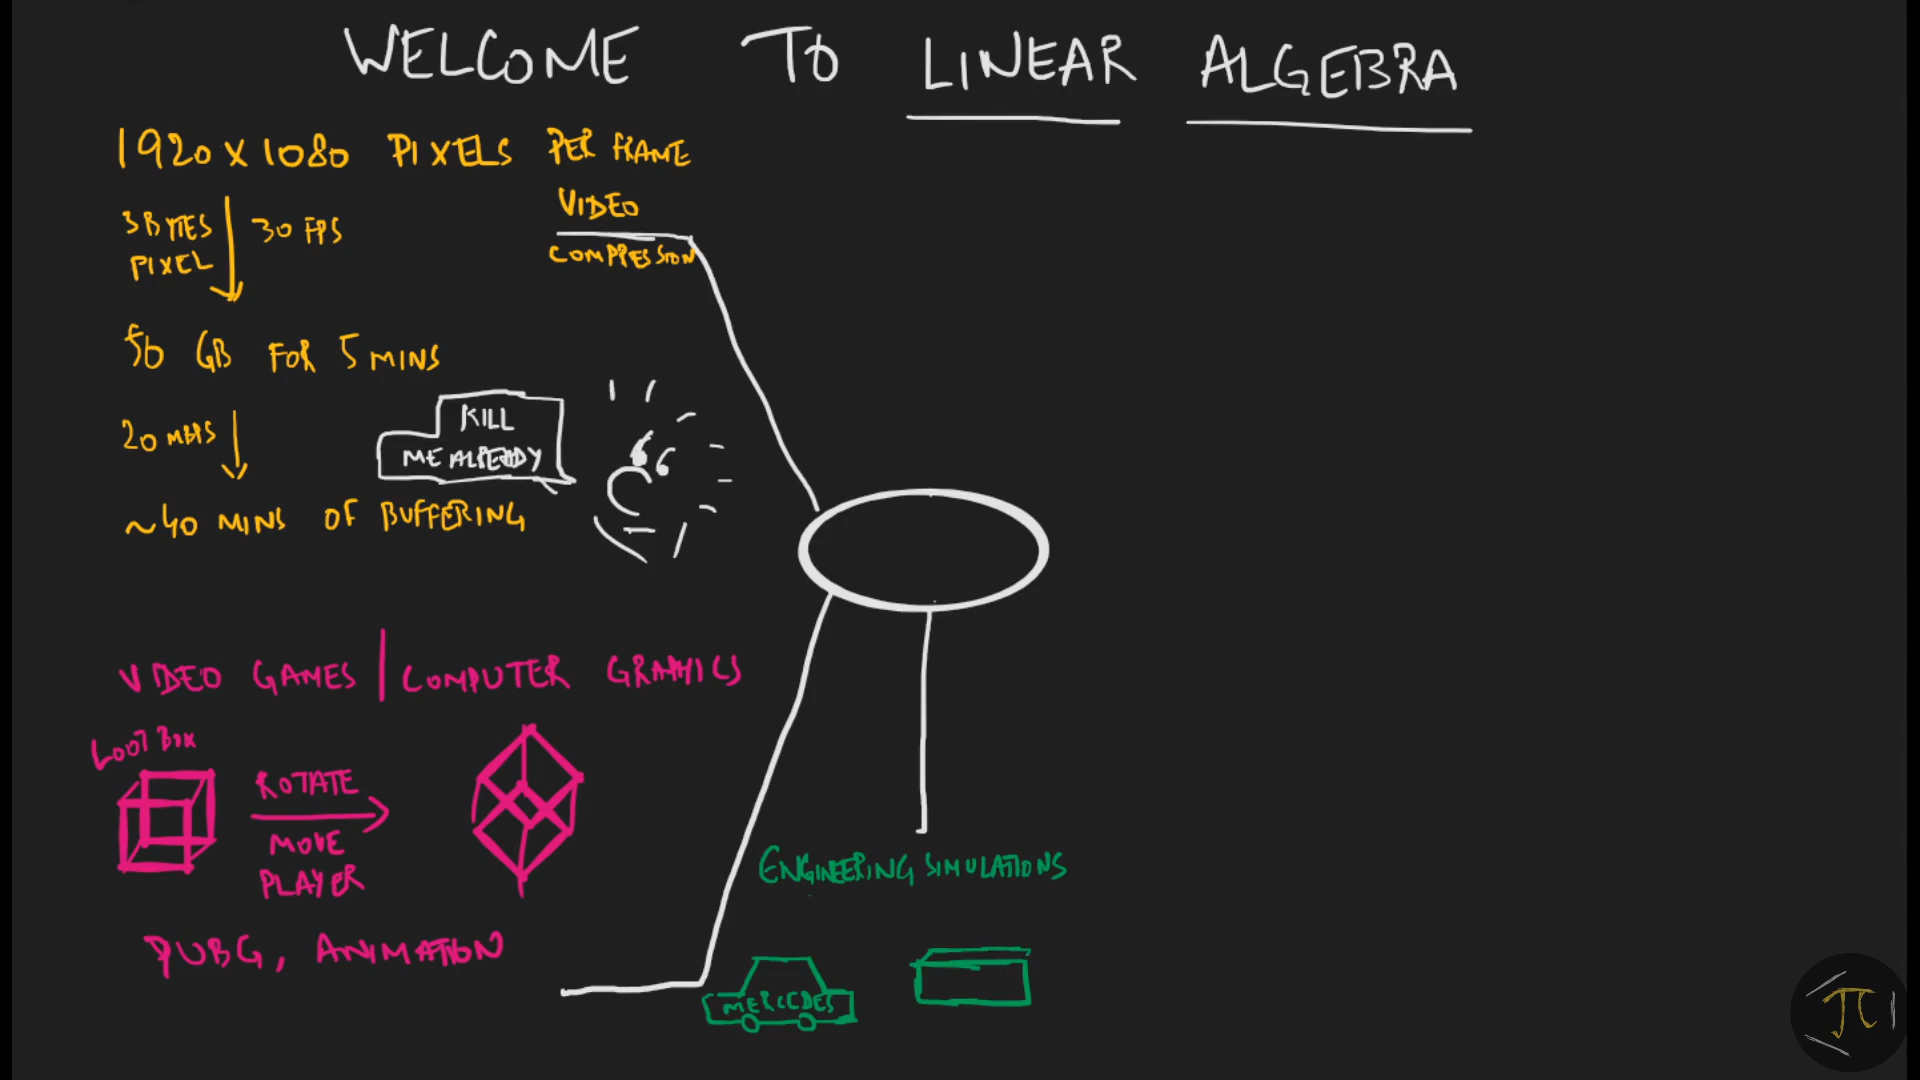 WELCOME TO LINEAR ALGEBRA
1920 X 1080 PIXELS PER FRAME
3 BYTES PIXEL
30 FPS
VIDEO
COMPRESSION
50 GB FOR 5 MINS
20 MBPS
KILL
ME ALREADY
~40 MINS OF BUFFERING
VIDEO GAMES | COMPUTER GRAPHICS
LOOT BOX
ROTATE
MOVE
PLAYER
PUBG, ANIMATION
ENGINEERING SIMULATIONS
MERCEDES
π